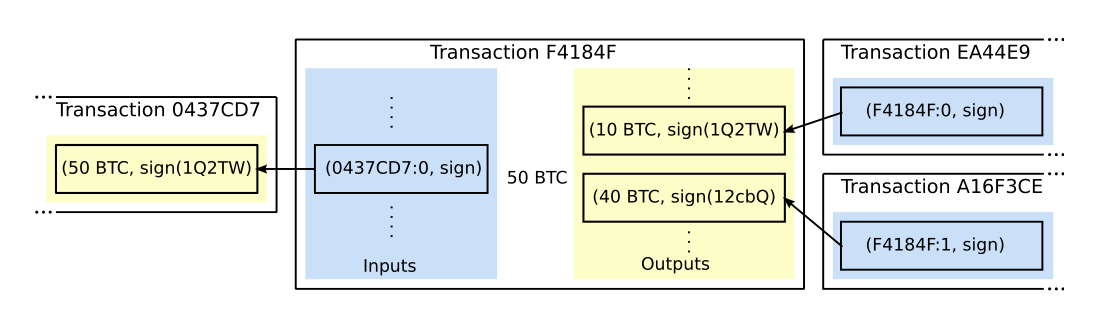 Transaction 0437CD7
(50 BTC, sign(1Q2TW)
Transaction F4184F
(0437CD7:0, sign)
Inputs
50 BTC
(10 BTC, sign(1Q2TW)
(40 BTC, sign(12cbQ)
Outputs
Transaction EA44E9
(F4184F:0, sign)
Transaction A16F3CE
(F4184F:1, sign)